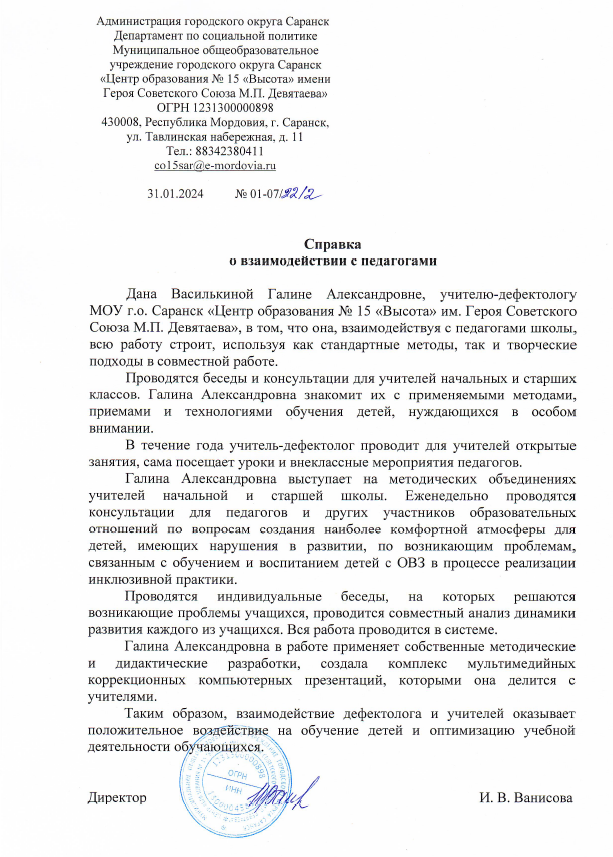 Администрация городского округа Саранск
Департамент по социальной политике
Муниципальное общеобразовательное
учреждение городского округа Саранск
«Центр образования № 15 «Высота» имени
Героя Советского Союза М.П. Девятаева»
ОГРН 1231300000898
430008, Республика Мордовия, г. Саранск,
ул. Тавлинская набережная, д. 11
Тел.: 88342380411
co15sar@e-mordovia.ru
31.01.2024 № 01-07/22/2
Справка
о взаимодействии с педагогами
Дана Василькиной Галине Александровне, учителю-дефектологу
МОУ г.о. Саранск «Центр образования № 15 «Высота» им. Героя Советского
Союза М.П. Девятаева», в том, что она, взаимодействуя с педагогами школы,
всю работу строит, используя как стандартные методы, так и творческие
подходы в совместной работе.
Проводятся беседы и консультации для учителей начальных и старших
классов. Галина Александровна знакомит их с применяемыми методами,
приемами и технологиями обучения детей, нуждающихся в особом
внимании.
В течение года учитель-дефектолог проводит для учителей открытые
занятия, сама посещает уроки и внеклассные мероприятия педагогов.
Галина Александровна выступает на методических объединениях
учителей начальной и старшей школы. Еженедельно проводятся
консультации для педагогов и других участников образовательных
отношений по вопросам создания наиболее комфортной атмосферы для
детей, имеющих нарушения в развитии, по возникающим проблемам,
связанным с обучением и воспитанием детей с ОВЗ в процессе реализации
инклюзивной практики.
Проводятся индивидуальные беседы, на которых решаются
возникающие проблемы учащихся, проводится совместный анализ динамики
развития каждого из учащихся. Вся работа проводится в системе.
Галина Александровна в работе применяет собственные методические
и дидактические разработки, создала комплекс мультимедийных
коррекционных компьютерных презентаций, которыми она делится с
учителями.
Таким образом, взаимодействие дефектолога и учителей оказывает
положительное воздействие на обучение детей и оптимизацию учебной
деятельности обучающихся.
1231300000898
ОГРН
ИНН
Директор И. В. Ванисова